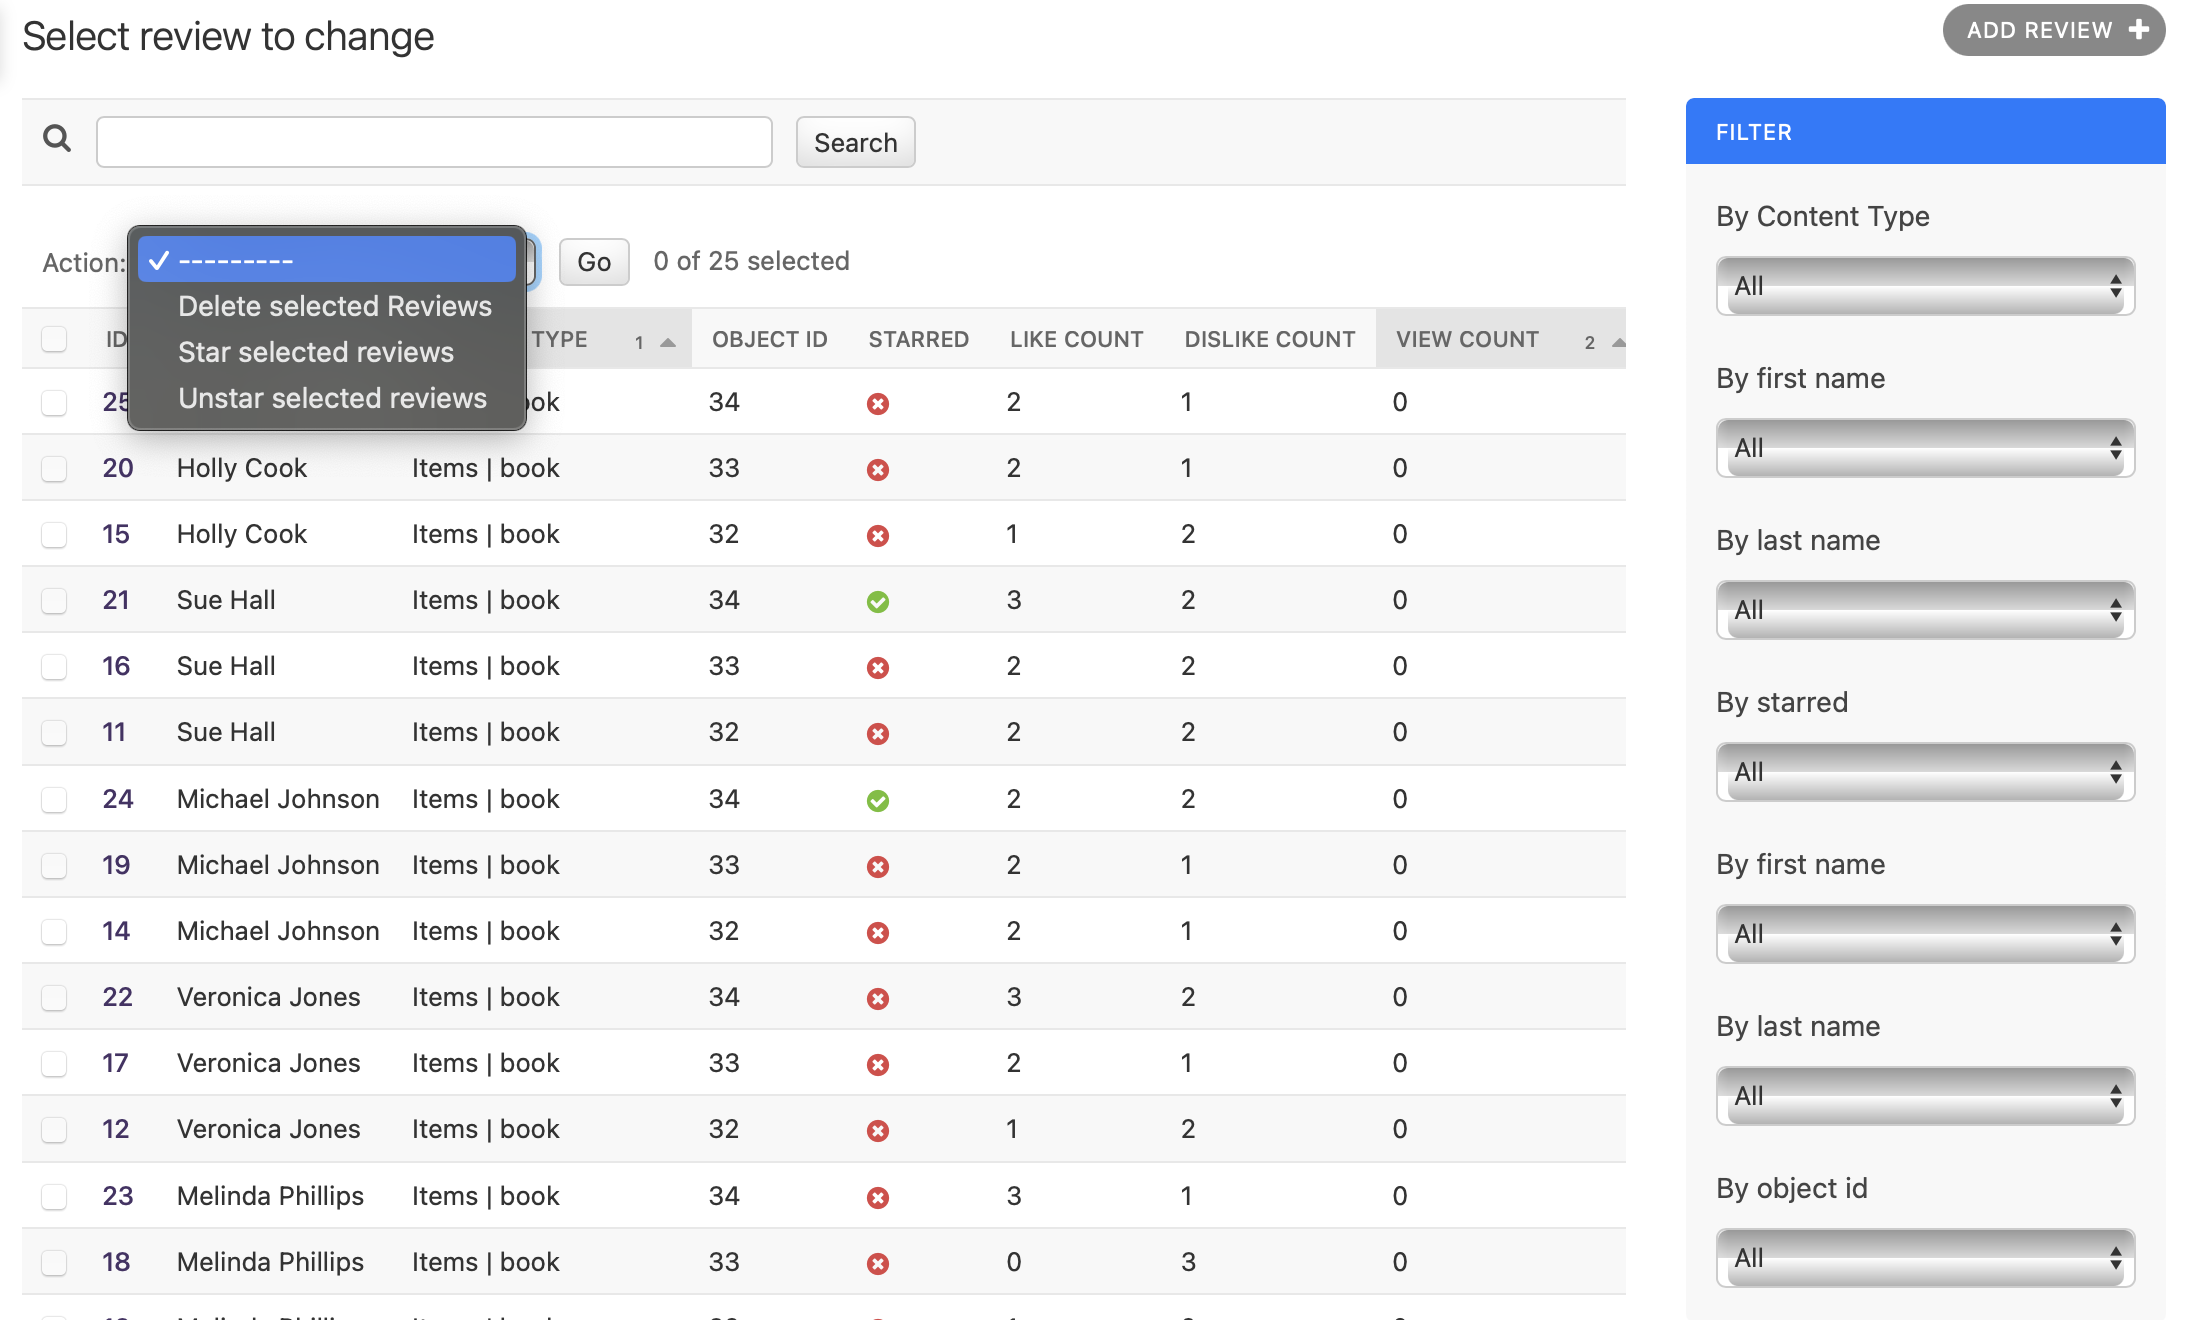 Select review to change
ADD REVIEW
Search
FILTER
Action:
---------
Delete selected Reviews
Star selected reviews
Unstar selected reviews
Go
0 of 25 selected
ID TYPE 1 OBJECT ID STARRED LIKE COUNT DISLIKE COUNT VIEW COUNT 2
25 34 2 1 0
20 Holly Cook Items | book 33 2 1 0
15 Holly Cook Items | book 32 1 2 0
21 Sue Hall Items | book 34 3 2 0
16 Sue Hall Items | book 33 2 2 0
11 Sue Hall Items | book 32 2 2 0
24 Michael Johnson Items | book 34 2 2 0
19 Michael Johnson Items | book 33 2 1 0
14 Michael Johnson Items | book 32 2 1 0
22 Veronica Jones Items | book 34 3 2 0
17 Veronica Jones Items | book 33 2 1 0
12 Veronica Jones Items | book 32 1 2 0
23 Melinda Phillips Items | book 34 3 1 0
18 Melinda Phillips Items | book 33 0 3 0
By Content Type
All
By first name
All
By last name
All
By starred
All
By first name
All
By last name
All
By object id
All